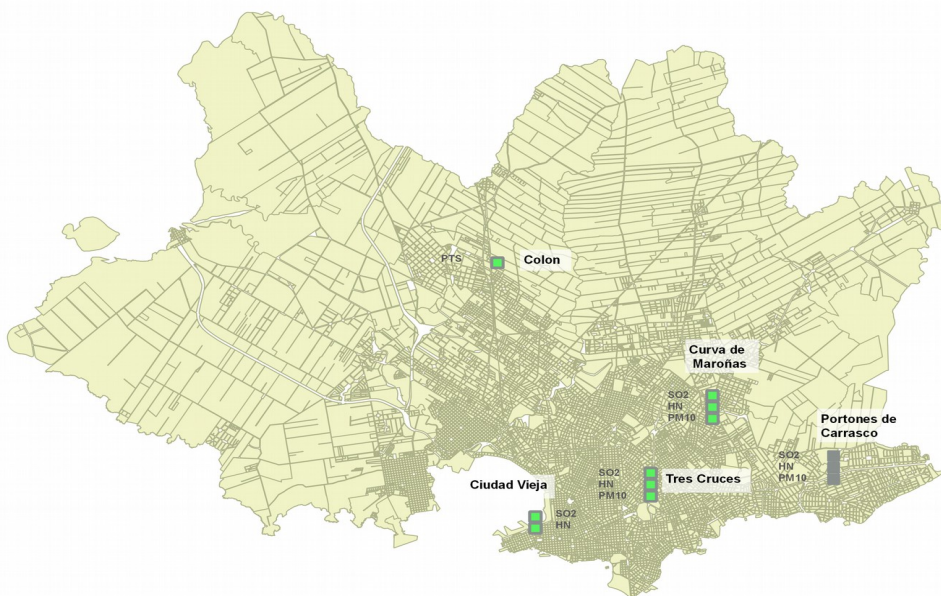 PTS
Colon
Curva de
Maroñas
SO2
HN
PM10
Portones de
Carrasco
SO2
HN
PM10
Tres Cruces
SO2
HN
PM10
Ciudad Vieja
SO2
HN